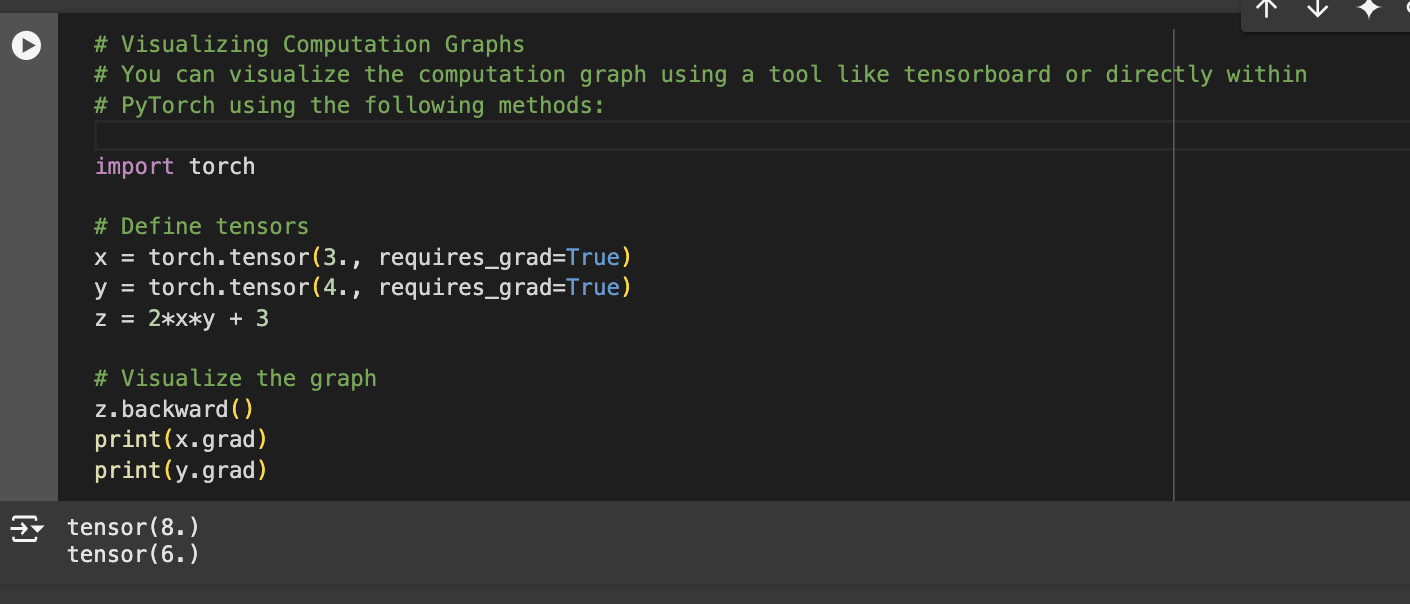 # Visualizing Computation Graphs
# You can visualize the computation graph using a tool like tensorboard or directly within
# PyTorch using the following methods:
import torch
# Define tensors
x = torch.tensor(3., requires_grad=True)
y = torch.tensor(4., requires_grad=True)
z = 2*x*y + 3
# Visualize the graph
z.backward()
print(x.grad)
print(y.grad)
tensor(8.)
tensor(6.)